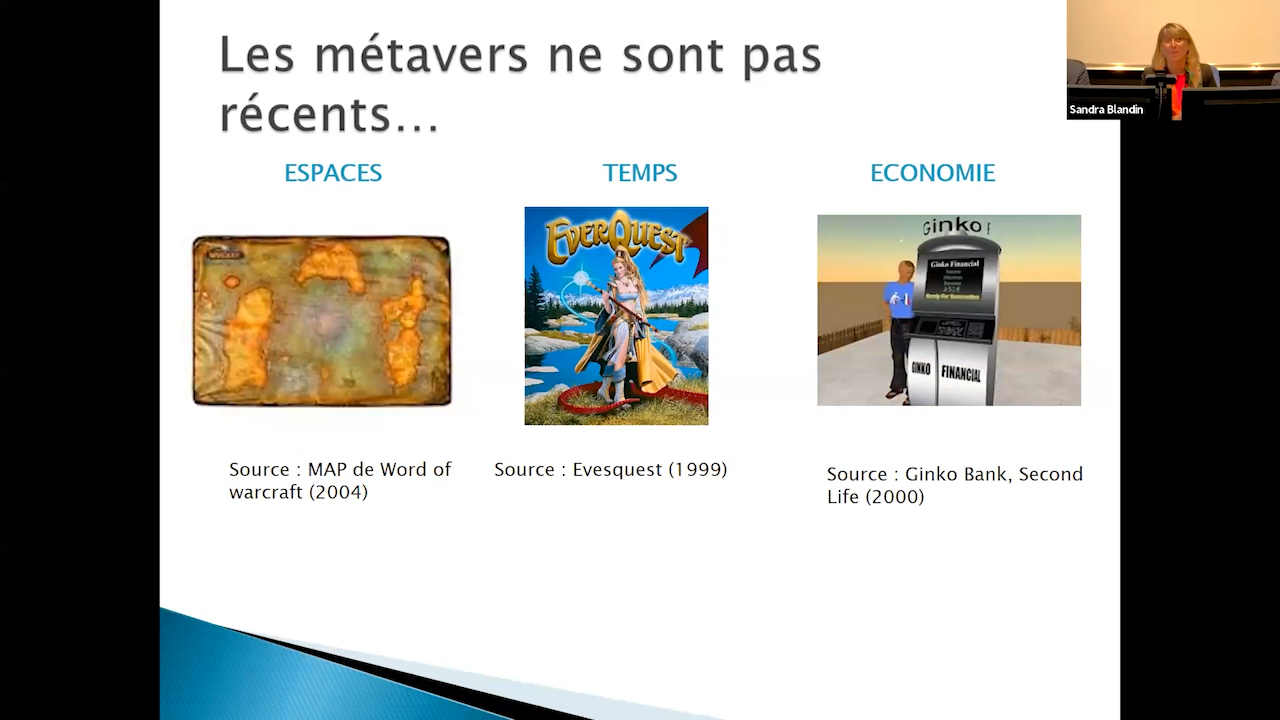 Les métavers ne sont pas
récents...
Sandra Blandin
ESPACES
TEMPS
ECONOMIE
WARCRAFT
EverQuest
Ginko F
Ginko Financial
GINKO FINANCIAL
Source : MAP de Word of
warcraft (2004)
Source : Evesquest (1999)
Source : Ginko Bank, Second
Life (2000)